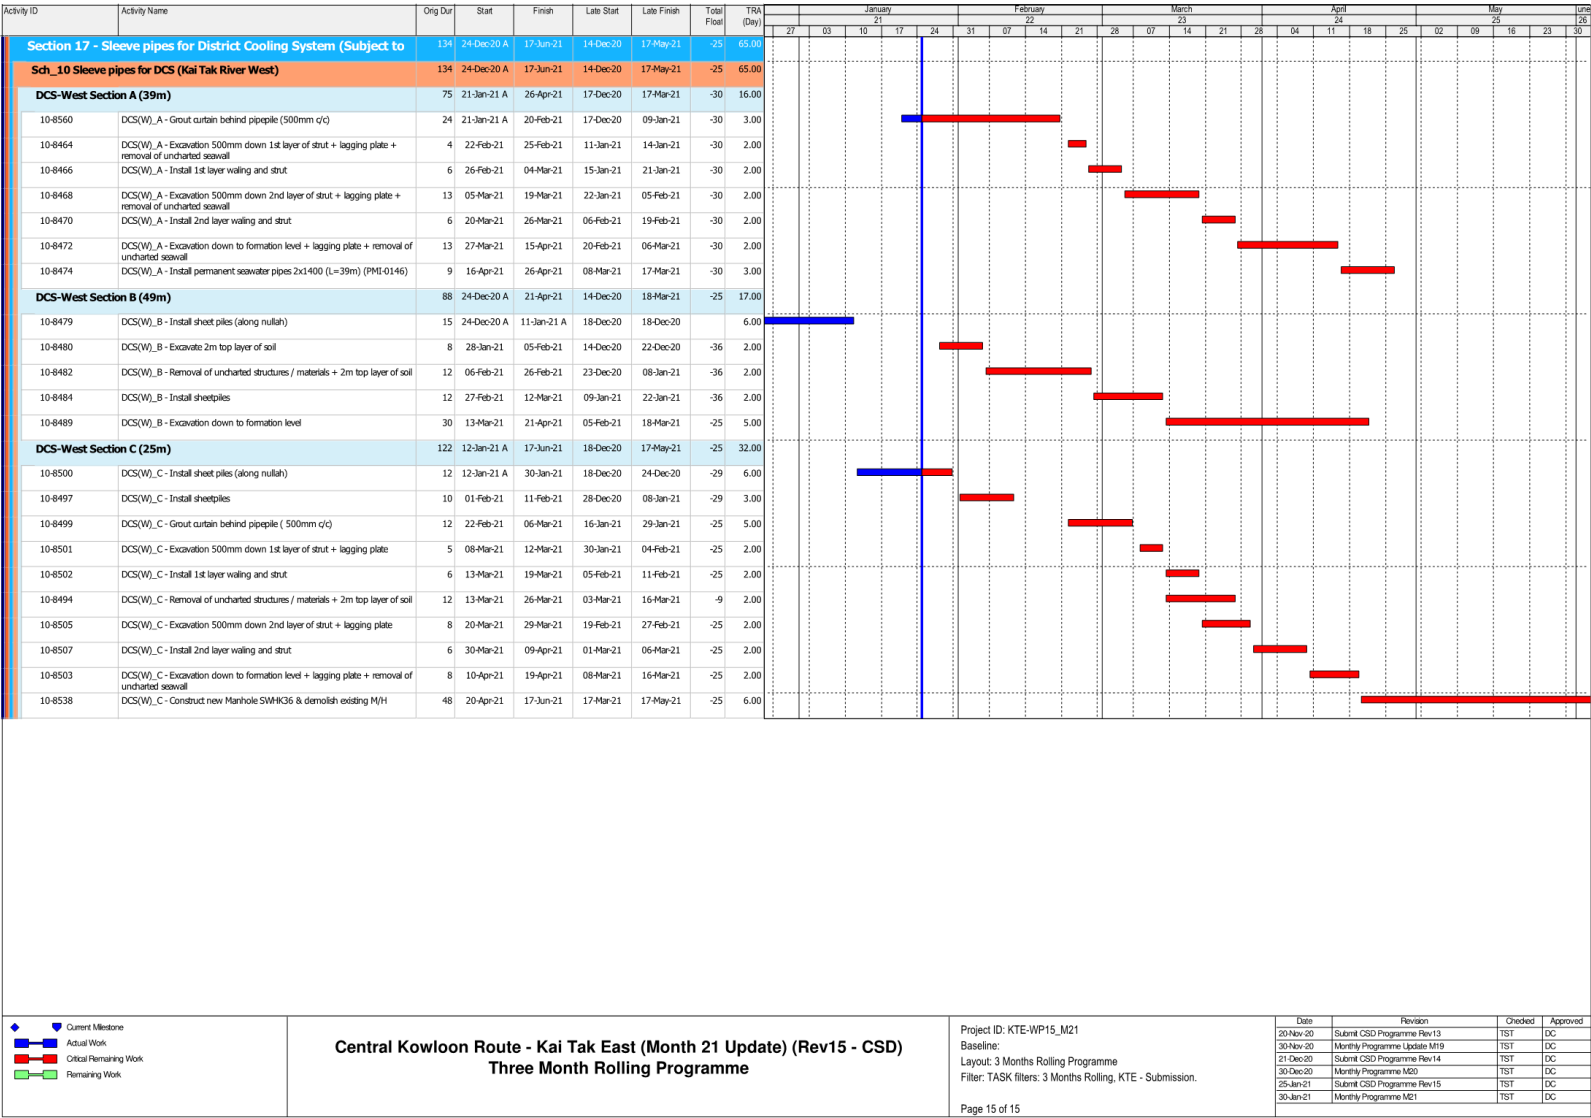 Activity ID Activity Name Orig Dur Start Finish Late Start Late Finish Total Float TRA (Day)
January February March April May une
21 22 23 24 25 26
27 03 10 17 24 31 07 14 21 28 07 14 21 28 04 11 18 25 02 09 16 23 30
Section 17 - Sleeve pipes for District Cooling System (Subject to 134 24-Dec-20 A 17-Jun-21 14-Dec-20 17-May-21 -25 65.00
Sch_10 Sleeve pipes for DCS (Kai Tak River West) 134 24-Dec-20 A 17-Jun-21 14-Dec-20 17-May-21 -25 65.00
DCS-West Section A (39m) 75 21-Jan-21 A 26-Apr-21 17-Dec-20 17-Mar-21 -30 16.00
10-8560 DCS(W)_A - Grout curtain behind pipepile (500mm c/c) 24 21-Jan-21 A 20-Feb-21 17-Dec-20 09-Jan-21 -30 3.00
10-8464 DCS(W)_A - Excavation 500mm down 1st layer of strut + lagging plate + 4 22-Feb-21 25-Feb-21 11-Jan-21 14-Jan-21 -30 2.00
removal of uncharted seawall
10-8466 DCS(W)_A - Install 1st layer waling and strut 6 26-Feb-21 04-Mar-21 15-Jan-21 21-Jan-21 -30 2.00
10-8468 DCS(W)_A - Excavation 500mm down 2nd layer of strut + lagging plate + 13 05-Mar-21 19-Mar-21 22-Jan-21 05-Feb-21 -30 2.00
removal of uncharted seawall
10-8470 DCS(W)_A - Install 2nd layer waling and strut 6 20-Mar-21 26-Mar-21 06-Feb-21 19-Feb-21 -30 2.00
10-8472 DCS(W)_A - Excavation down to formation level + lagging plate + removal of 13 27-Mar-21 15-Apr-21 20-Feb-21 06-Mar-21 -30 2.00
uncharted seawall
10-8474 DCS(W)_A - Install permanent seawater pipes 2x1400 (L=39m) (PMI-0146) 9 16-Apr-21 26-Apr-21 08-Mar-21 17-Mar-21 -30 3.00
DCS-West Section B (49m) 88 24-Dec-20 A 21-Apr-21 14-Dec-20 18-Mar-21 -25 17.00
10-8479 DCS(W)_B - Install sheet piles (along nullah) 15 24-Dec-20 A 11-Jan-21 A 18-Dec-20 18-Dec-20 6.00
10-8480 DCS(W)_B - Excavate 2m top layer of soil 8 28-Jan-21 05-Feb-21 14-Dec-20 22-Dec-20 -36 2.00
10-8482 DCS(W)_B - Removal of uncharted structures / materials + 2m top layer of soil 12 06-Feb-21 26-Feb-21 23-Dec-20 08-Jan-21 -36 2.00
10-8484 DCS(W)_B - Install sheetpiles 12 27-Feb-21 12-Mar-21 09-Jan-21 22-Jan-21 -36 2.00
10-8489 DCS(W)_B - Excavation down to formation level 30 13-Mar-21 21-Apr-21 05-Feb-21 18-Mar-21 -25 5.00
DCS-West Section C (25m) 122 12-Jan-21 A 17-Jun-21 18-Dec-20 17-May-21 -25 32.00
10-8500 DCS(W)_C - Install sheet piles (along nullah) 12 12-Jan-21 A 30-Jan-21 18-Dec-20 24-Dec-20 -29 6.00
10-8497 DCS(W)_C - Install sheetpiles 10 01-Feb-21 11-Feb-21 28-Dec-20 08-Jan-21 -29 3.00
10-8499 DCS(W)_C - Grout curtain behind pipepile ( 500mm c/c) 12 22-Feb-21 06-Mar-21 16-Jan-21 29-Jan-21 -25 5.00
10-8501 DCS(W)_C - Excavation 500mm down 1st layer of strut + lagging plate 5 08-Mar-21 12-Mar-21 30-Jan-21 04-Feb-21 -25 2.00
10-8502 DCS(W)_C - Install 1st layer waling and strut 6 13-Mar-21 19-Mar-21 05-Feb-21 11-Feb-21 -25 2.00
10-8494 DCS(W)_C - Removal of uncharted structures / materials + 2m top layer of soil 12 13-Mar-21 26-Mar-21 03-Mar-21 16-Mar-21 -9 2.00
10-8505 DCS(W)_C - Excavation 500mm down 2nd layer of strut + lagging plate 8 20-Mar-21 29-Mar-21 19-Feb-21 27-Feb-21 -25 2.00
10-8507 DCS(W)_C - Install 2nd layer waling and strut 6 30-Mar-21 09-Apr-21 01-Mar-21 06-Mar-21 -25 2.00
10-8503 DCS(W)_C - Excavation down to formation level + lagging plate + removal of 8 10-Apr-21 19-Apr-21 08-Mar-21 16-Mar-21 -25 2.00
uncharted seawall
10-8538 DCS(W)_C - Construct new Manhole SWHK36 & demolish existing M/H 48 20-Apr-21 17-Jun-21 17-Mar-21 17-May-21 -25 6.00
Current Milestone
Actual Work
Critical Remaining Work
Remaining Work
Central Kowloon Route - Kai Tak East (Month 21 Update) (Rev15 - CSD)
Three Month Rolling Programme
Project ID: KTE-WP15_M21
Baseline:
Layout: 3 Months Rolling Programme
Filter: TASK filters: 3 Months Rolling, KTE - Submission.
Page 15 of 15
Date Revision Checked Approved
20-Nov-20 Submit CSD Programme Rev13 TST DC
30-Nov-20 Monthly Programme Update M19 TST DC
21-Dec-20 Submit CSD Programme Rev14 TST DC
30-Dec-20 Monthly Programme M20 TST DC
25-Jan-21 Submit CSD Programme Rev15 TST DC
30-Jan-21 Monthly Programme M21 TST DC